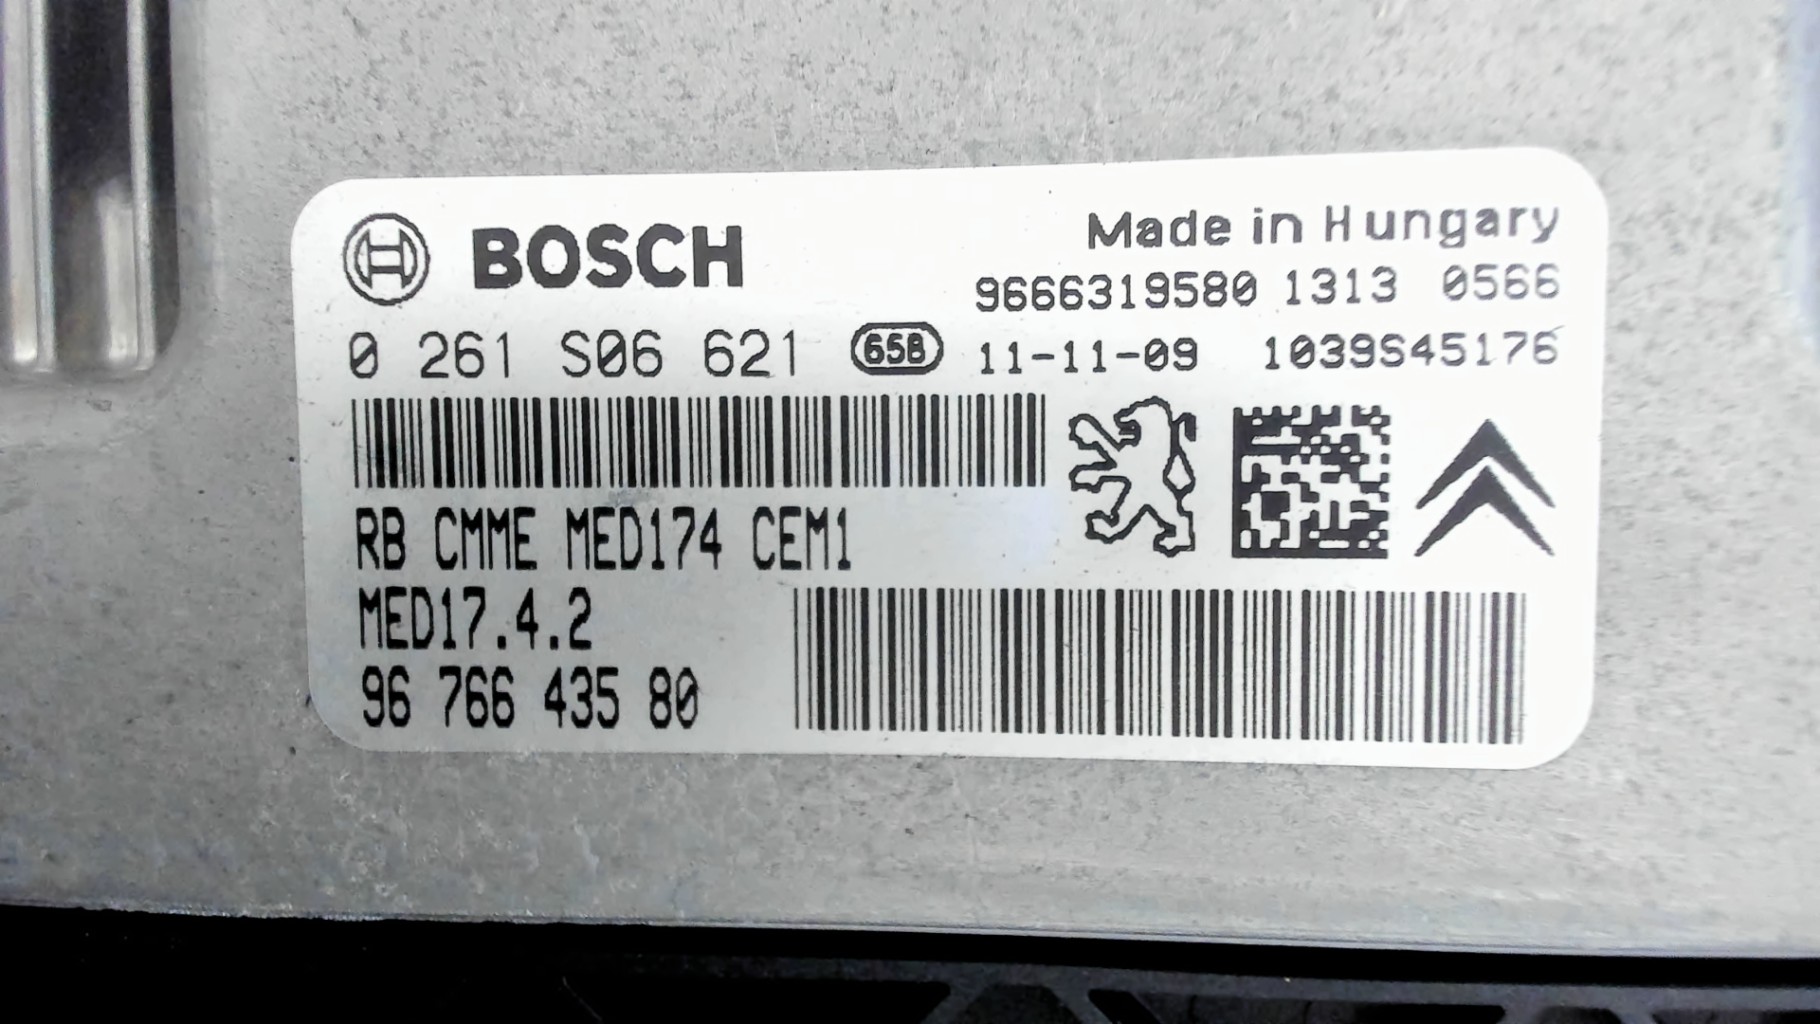 BOSCH
Made in Hungary
9666319580 1313 0566
0 261 S06 621 65B 11-11-09 1039S45176
RB CMME MED174 CEM1
MED17.4.2
96 766 435 80